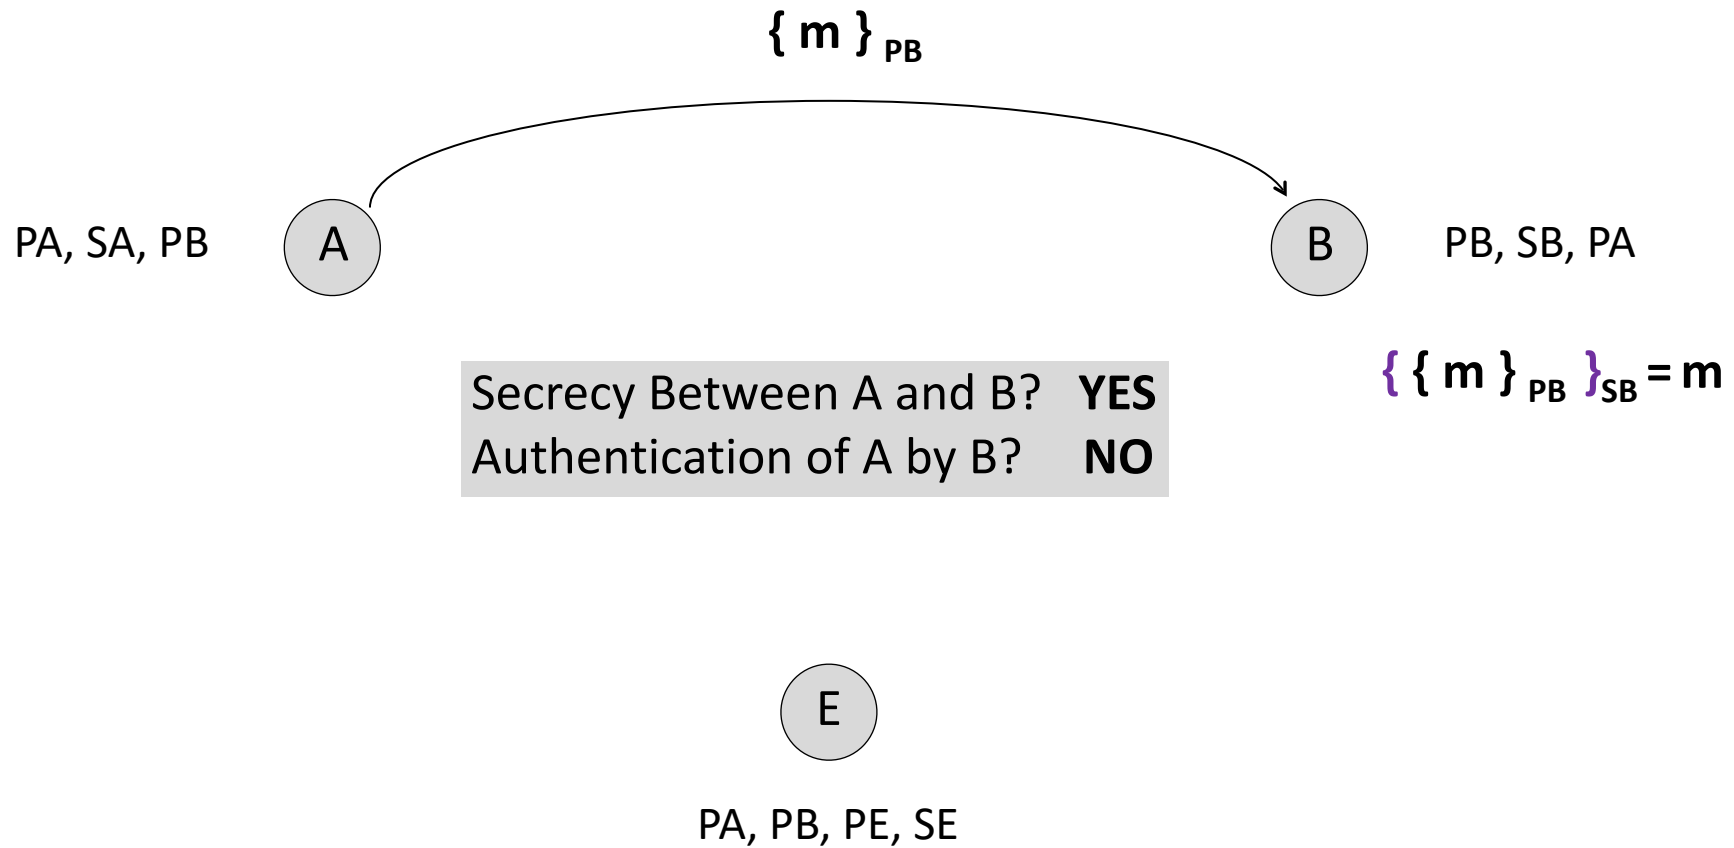 { m } PB
PA, SA, PB
A
B
PB, SB, PA
{ { m } PB }SB = m
Secrecy Between A and B? YES
Authentication of A by B? NO
E
PA, PB, PE, SE